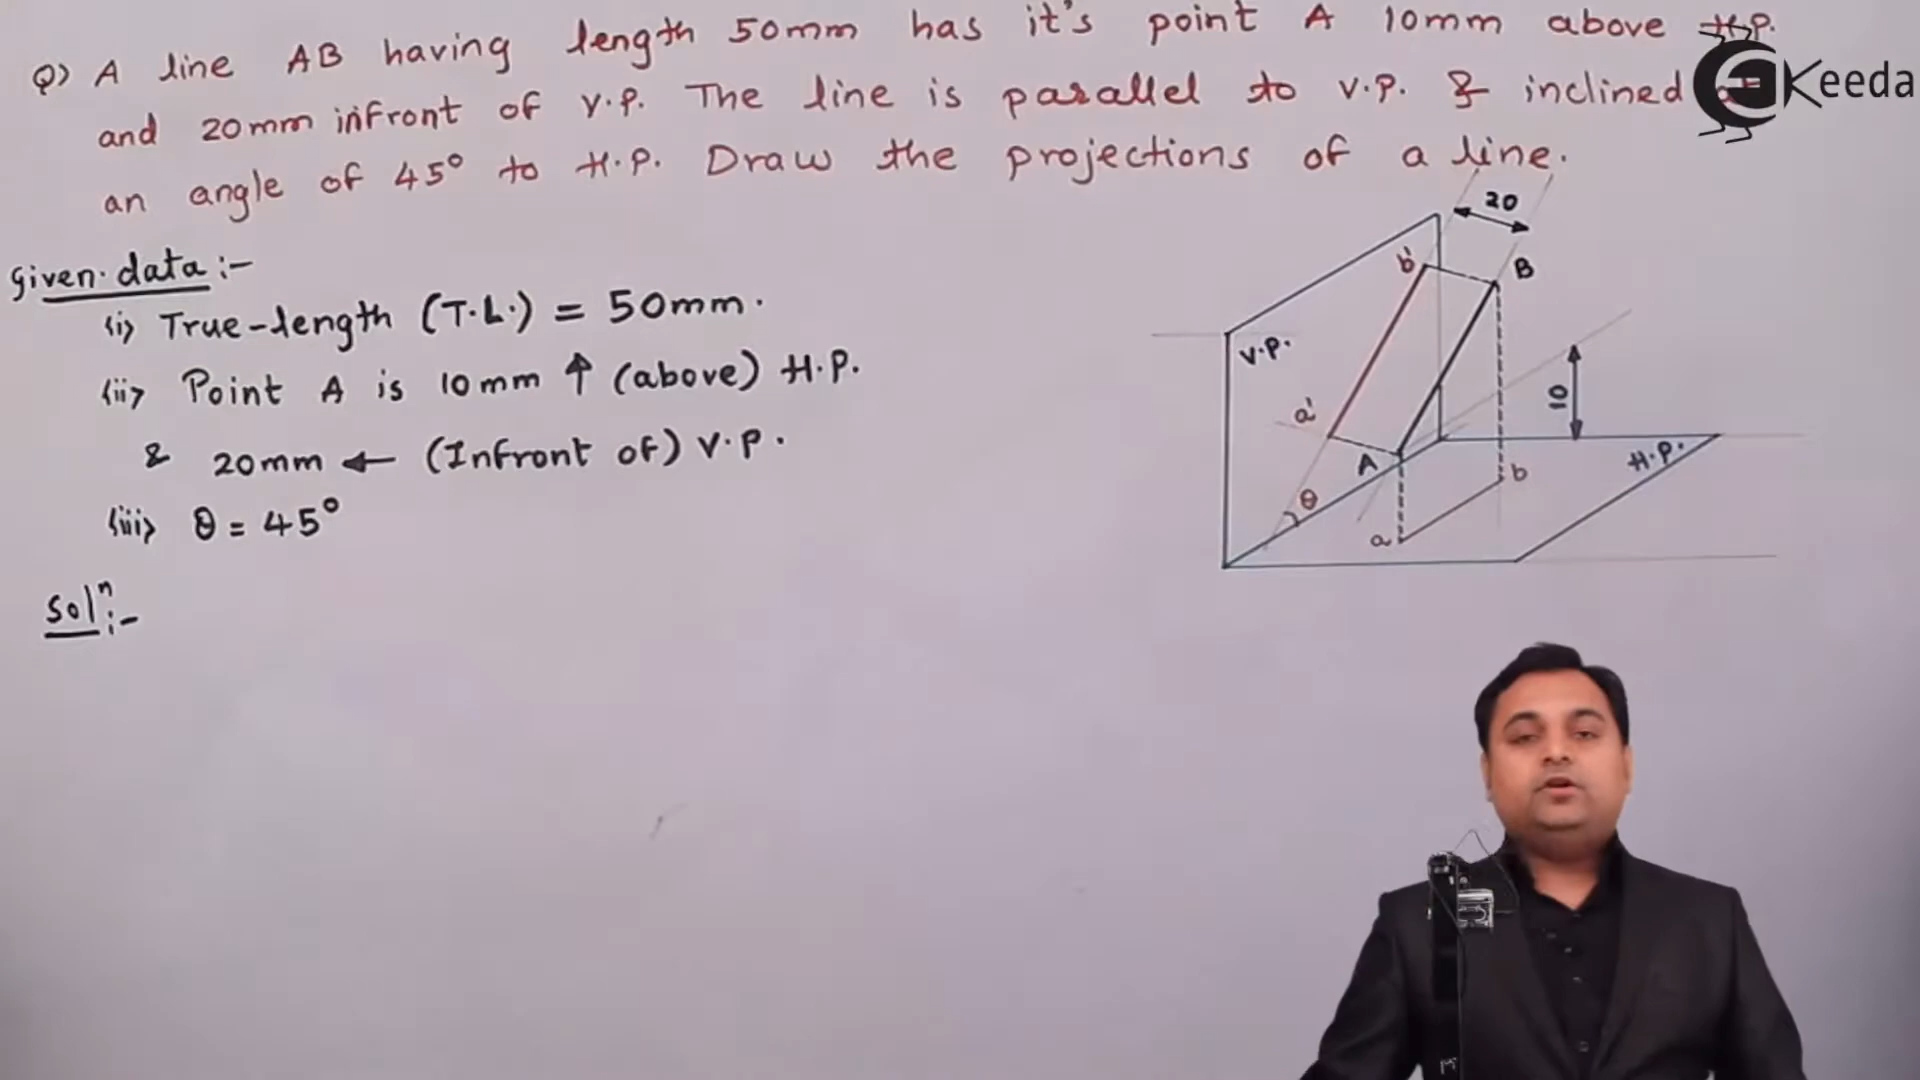 Q) A line AB having length 50mm has it's point A 10mm above H.P.
and 20mm infront of V.P. The line is parallel to V.P. & inclined at
an angle of 45° to H.P. Draw the projections of a line.
Keeda
Given data :-
(i) True-length (T.L.) = 50mm.
(ii) Point A is 10mm ↑ (above) H.P.
& 20mm ← (Infront of) V.P.
(iii) θ = 45°
Solⁿ:-
20
b'
B
V.P.
a'
10
A
H.P.
b
θ
a